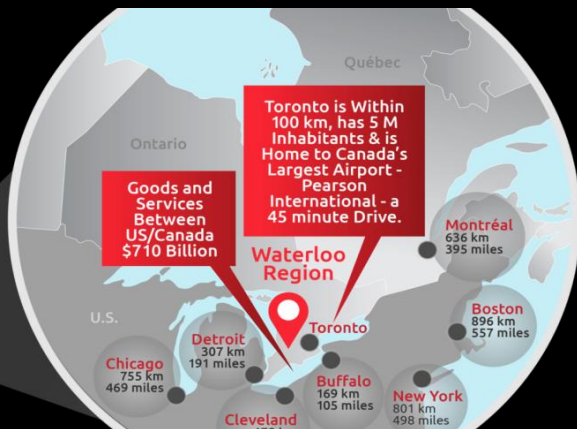 Québec
Ontario
Toronto is Within
100 km, has 5 M
Inhabitants & is
Home to Canada's
Largest Airport -
Pearson
International - a
45 minute Drive.
Goods and
Services
Between
US/Canada
$710 Billion
Waterloo
Region
Montréal
636 km
395 miles
U.S.
Toronto
Boston
896 km
557 miles
Detroit
307 km
191 miles
Chicago
755 km
469 miles
Buffalo
169 km
105 miles
New York
801 km
498 miles
Cleveland